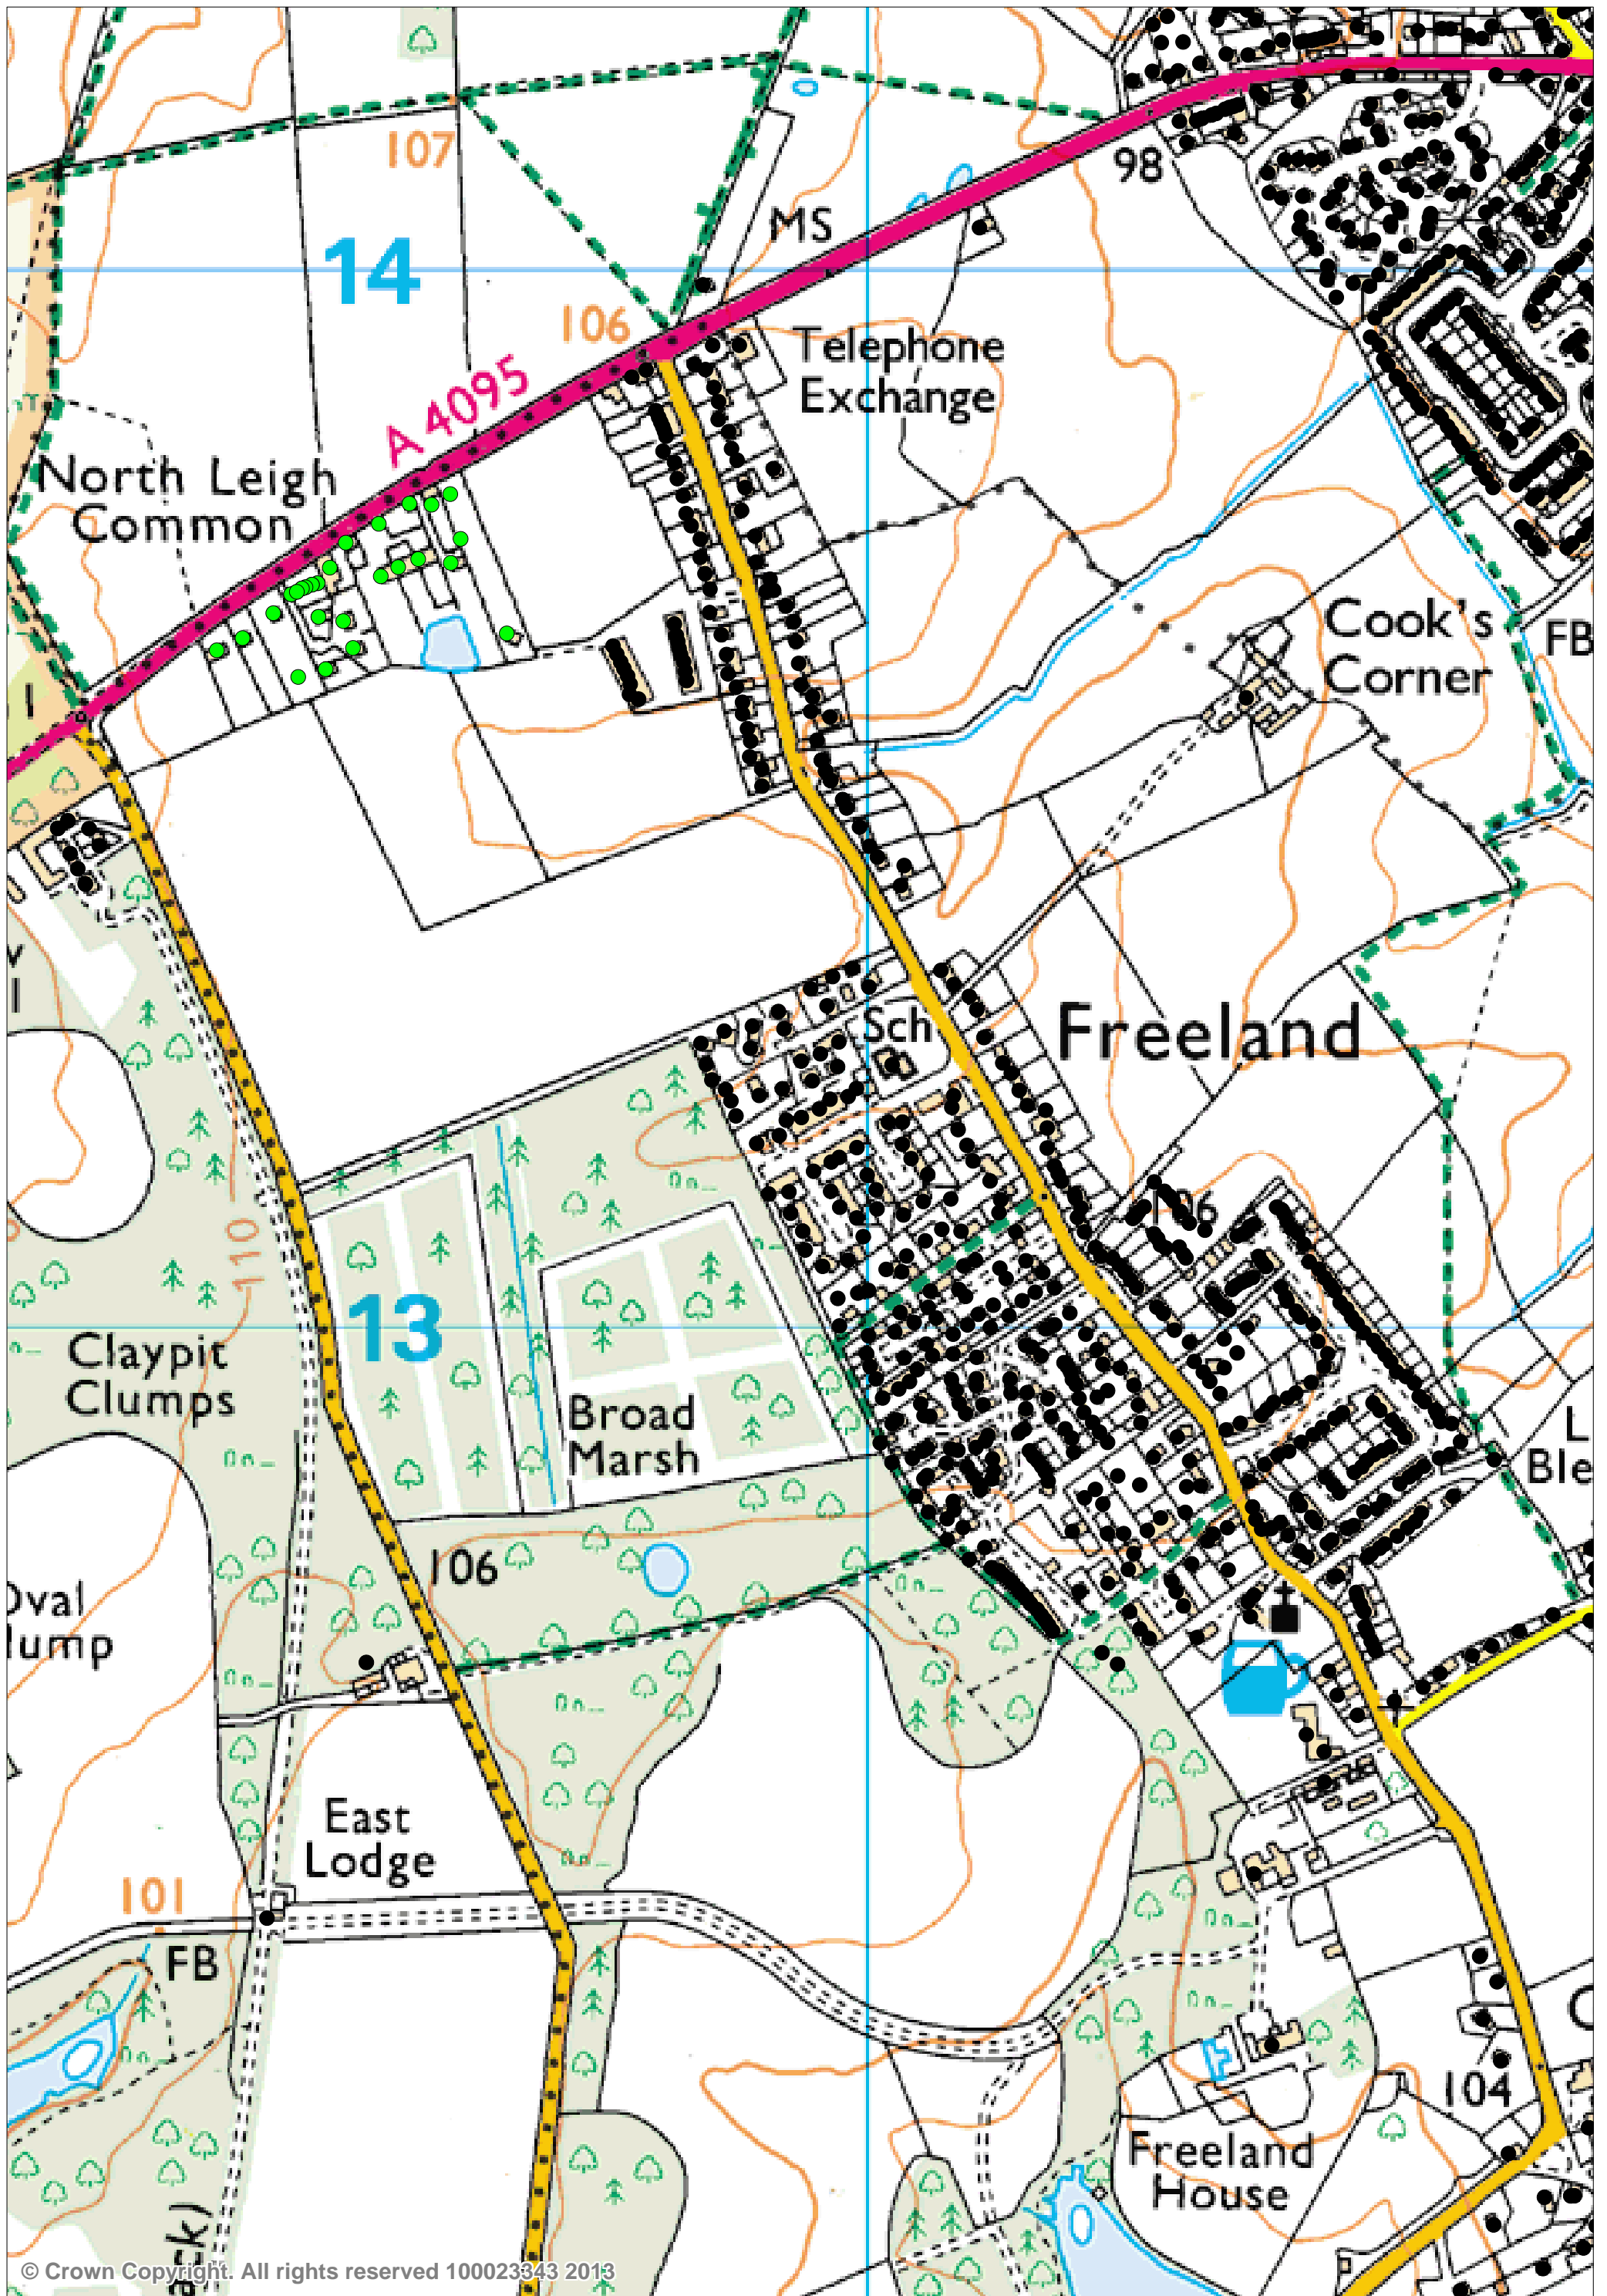 107
98
14
MS
106
Telephone
Exchange
A 4095
North Leigh
Common
Cook's
Corner
FB
Sch
Freeland
106
110
13
Claypit
Clumps
Broad
Marsh
L
Ble
106
Oval
lump
East
Lodge
101
FB
104
Freeland
House
ack)
© Crown Copyright. All rights reserved 100023343 2013